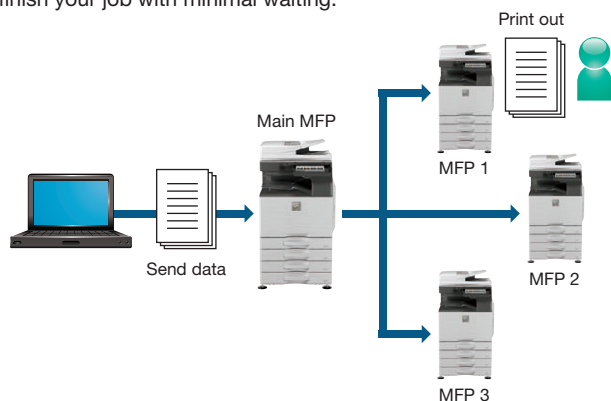 finish your job with minimal waiting.
Print out
Main MFP
MFP 1
Send data
MFP 2
MFP 3